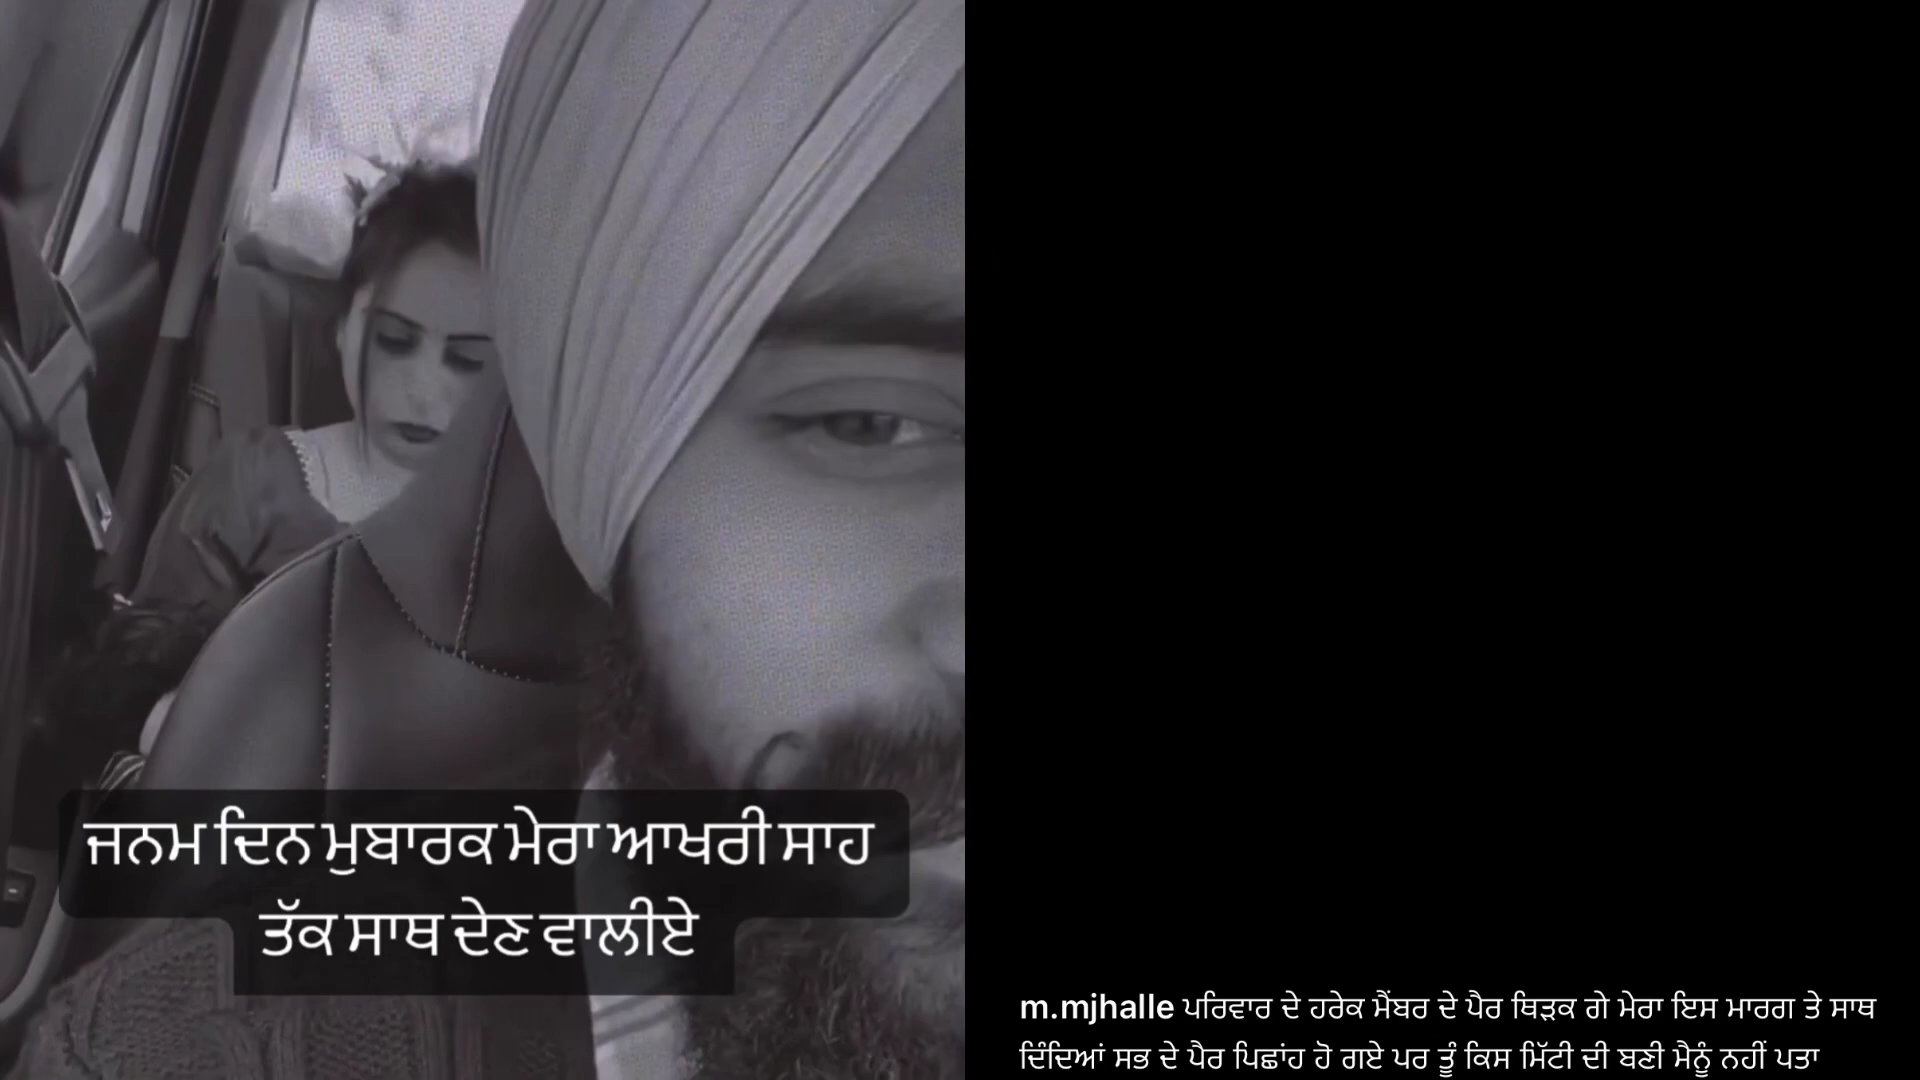 ਜਨਮ ਦਿਨ ਮੁਬਾਰਕ ਮੇਰਾ ਆਖਰੀ ਸਾਹ
ਤੱਕ ਸਾਥ ਦੇਣ ਵਾਲੀਏ
m.mjhalle ਪਰਿਵਾਰ ਦੇ ਹਰੇਕ ਮੈਂਬਰ ਦੇ ਪੈਰ ਥਿੜਕ ਗੇ ਮੇਰਾ ਇਸ ਮਾਰਗ ਤੇ ਸਾਥ
ਦਿੰਦਿਆਂ ਸਭ ਦੇ ਪੈਰ ਪਿਛਾਂਹ ਹੋ ਗਏ ਪਰ ਤੂੰ ਕਿਸ ਮਿੱਟੀ ਦੀ ਬਣੀ ਮੈਨੂੰ ਨਹੀਂ ਪਤਾ